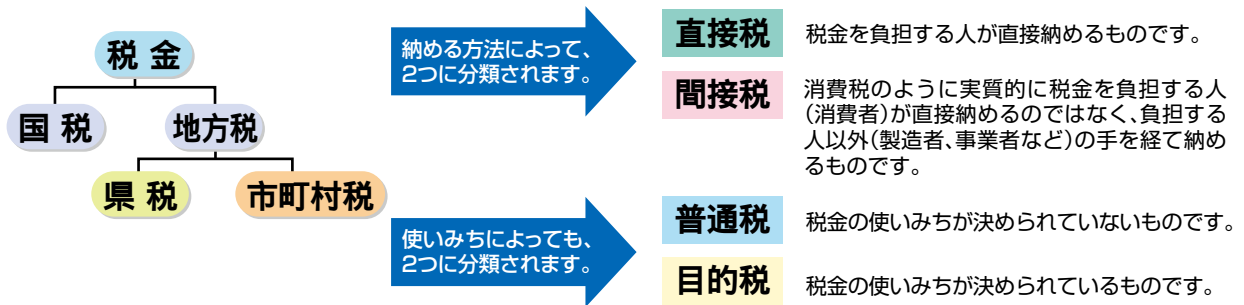 税金
国税
地方税
県税
市町村税
納める方法によって、
2つに分類されます。
直接税
税金を負担する人が直接納めるものです。
間接税
消費税のように実質的に税金を負担する人
(消費者)が直接納めるのではなく、負担する
人以外(製造者、事業者など)の手を経て納め
るものです。
使いみちによっても、
2つに分類されます。
普通税
税金の使いみちが決められていないものです。
目的税
税金の使いみちが決められているものです。